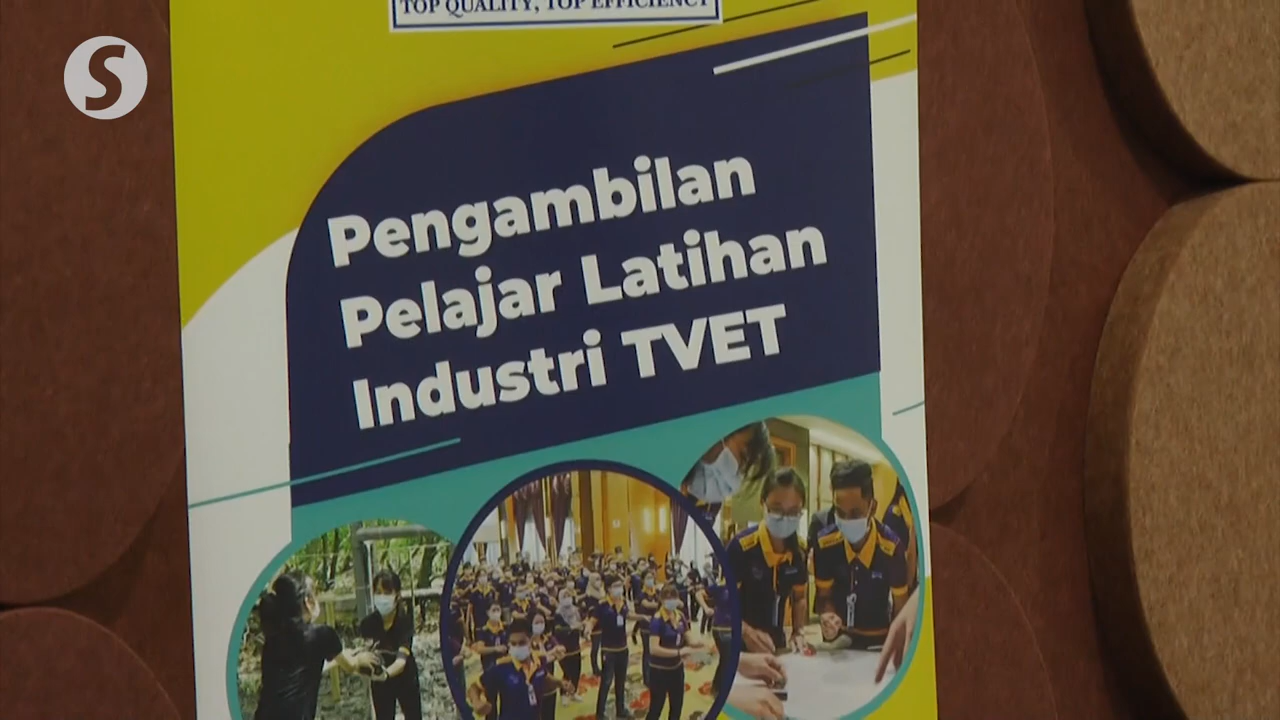 TOP QUALITY, TOP EFFICIENCY
S
Pengambilan
Pelajar Latihan
Industri TVET